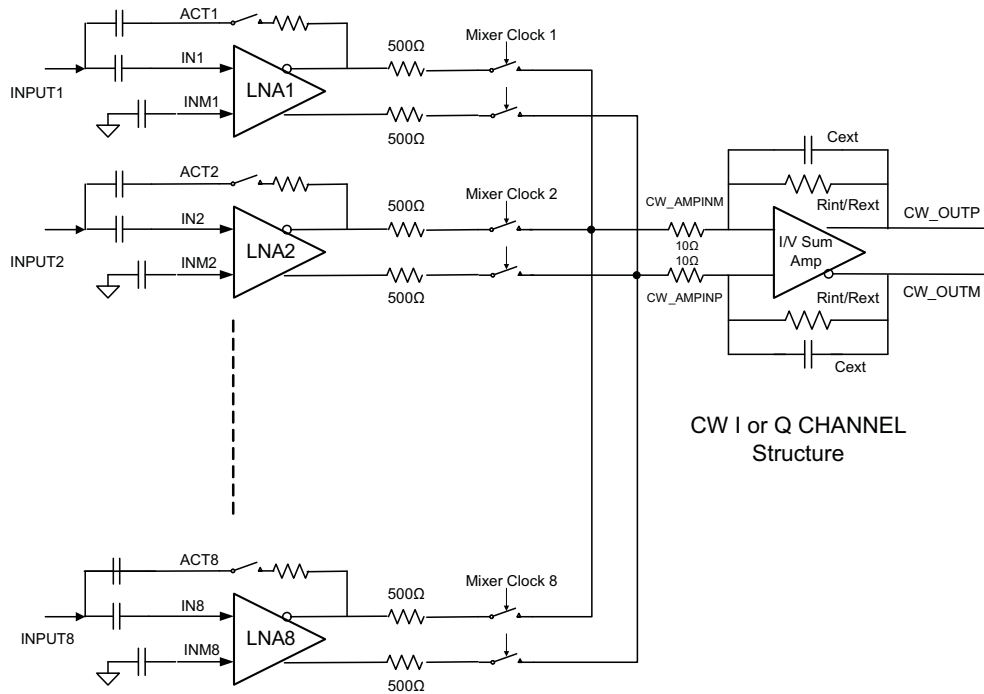 ACT1
500Ω
Mixer Clock 1
INPUT1
IN1
LNA1
INM1
500Ω
ACT2
500Ω
Mixer Clock 2
INPUT2
IN2
LNA2
INM2
500Ω
Cext
Rint/Rext
CW_AMPINM
10Ω
10Ω
CW_AMPINP
I/V Sum
Amp
CW_OUTP
CW_OUTM
Rint/Rext
Cext
CW I or Q CHANNEL
Structure
ACT8
500Ω
Mixer Clock 8
INPUT8
IN8
LNA8
INM8
500Ω